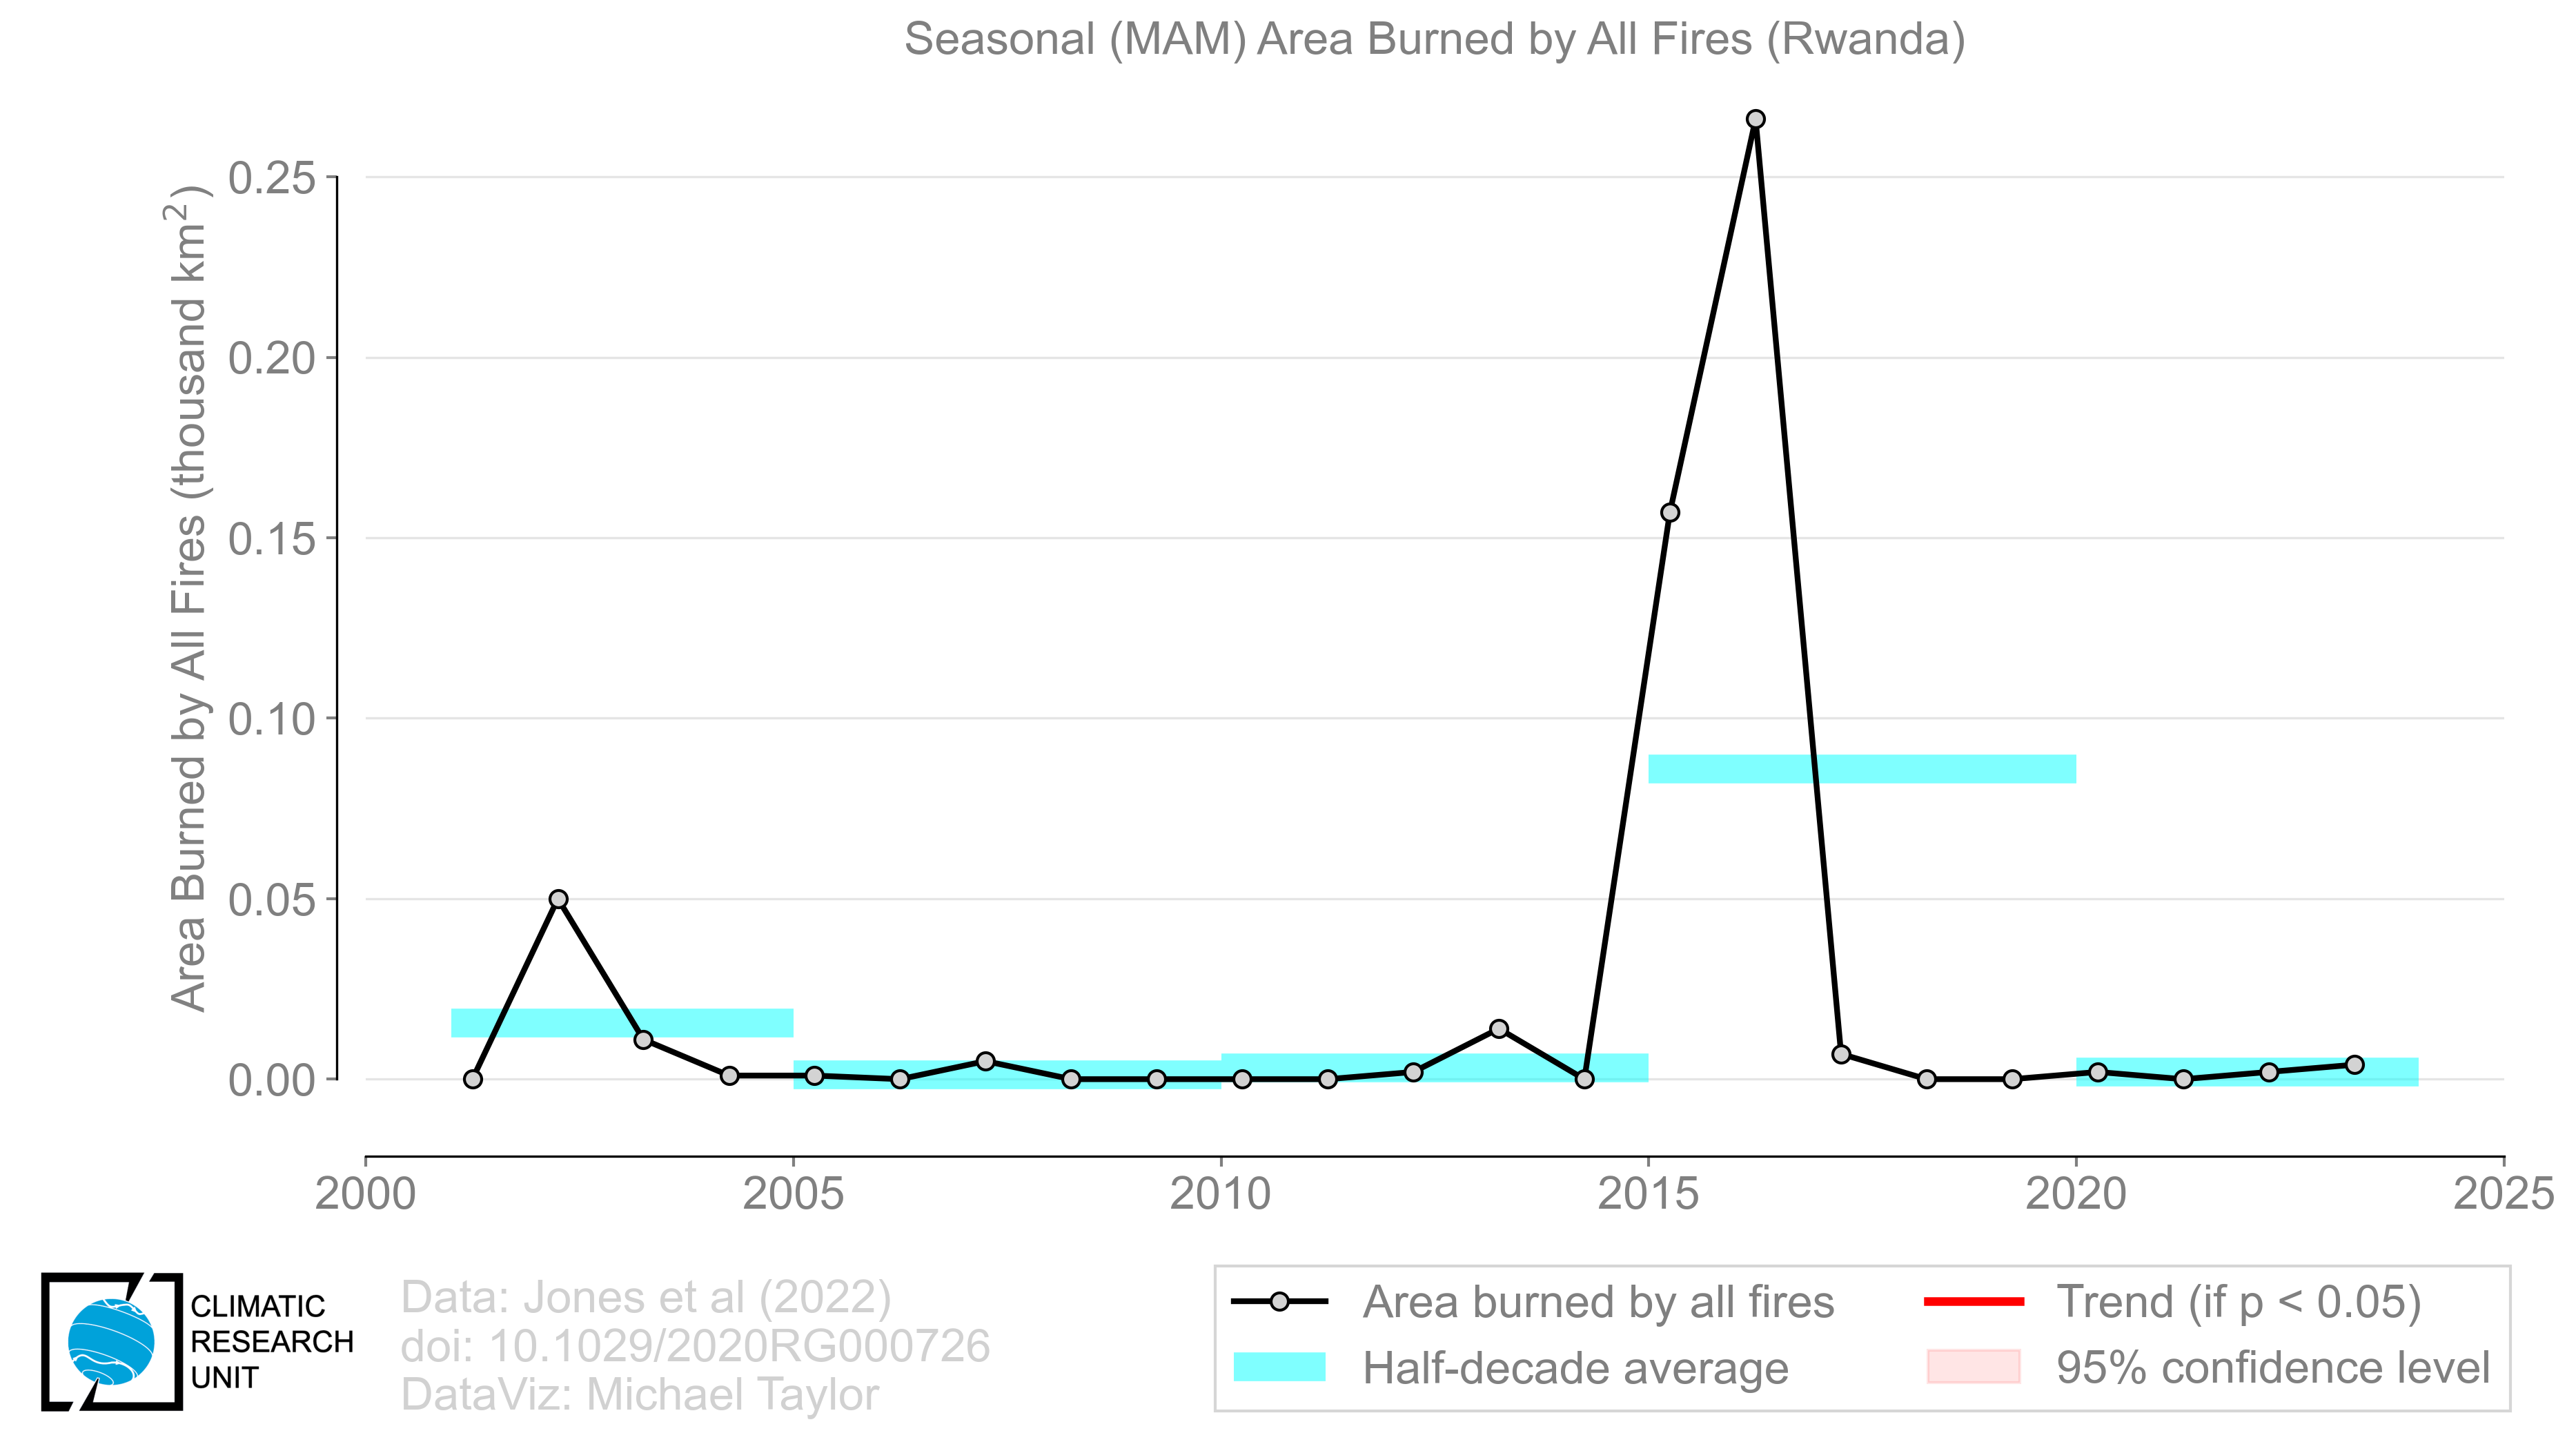 Seasonal (MAM) Area Burned by All Fires (Rwanda)
Area Burned by All Fires (thousand km²)
0.25
0.20
0.15
0.10
0.05
0.00
2000 2005 2010 2015 2020 2025
CLIMATIC
RESEARCH
UNIT
Data: Jones et al (2022)
doi: 10.1029/2020RG000726
DataViz: Michael Taylor
Area burned by all fires
Half-decade average
Trend (if p < 0.05)
95% confidence level